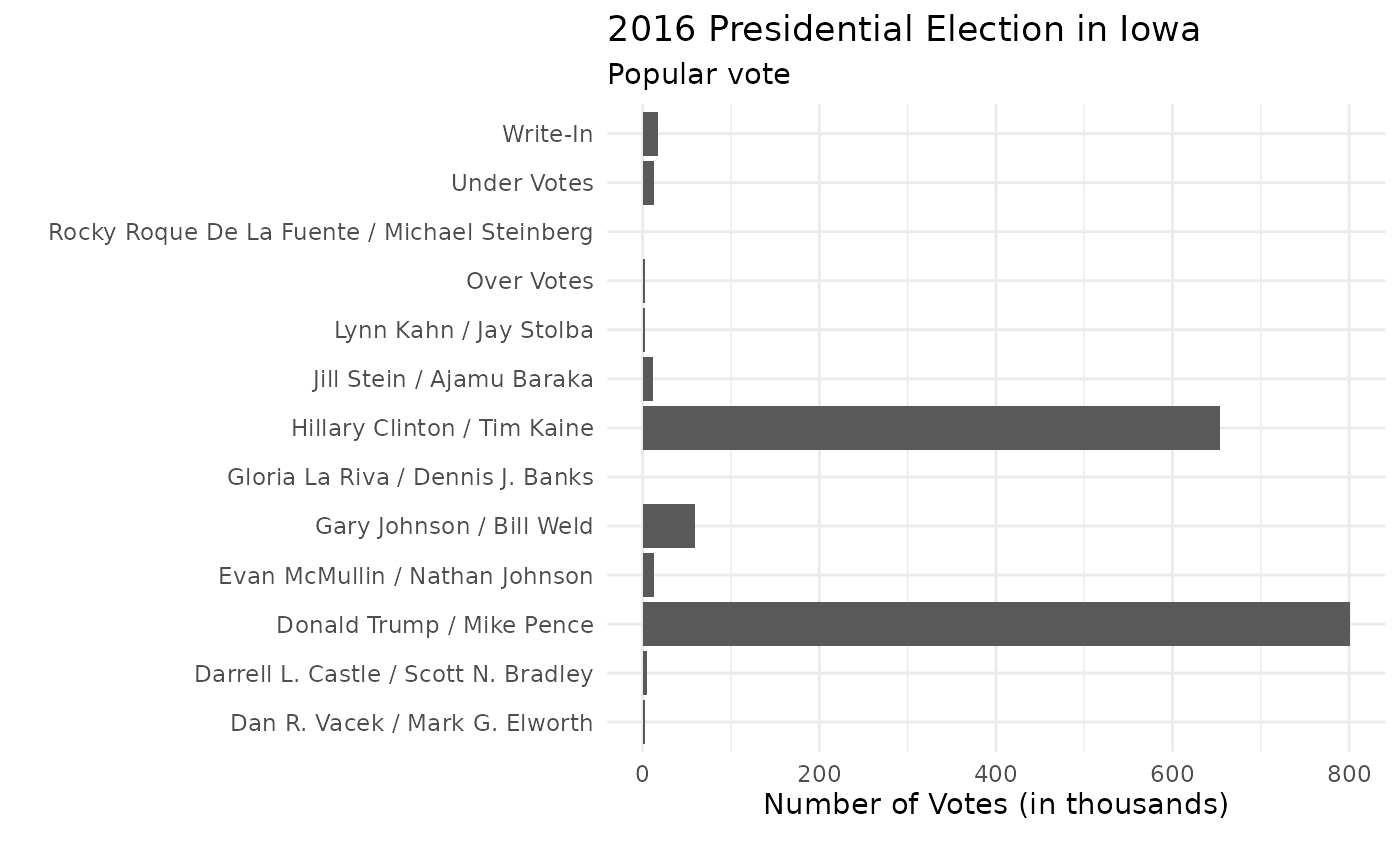 2016 Presidential Election in Iowa
Popular vote
Write-In
Under Votes
Rocky Roque De La Fuente / Michael Steinberg
Over Votes
Lynn Kahn / Jay Stolba
Jill Stein / Ajamu Baraka
Hillary Clinton / Tim Kaine
Gloria La Riva / Dennis J. Banks
Gary Johnson / Bill Weld
Evan McMullin / Nathan Johnson
Donald Trump / Mike Pence
Darrell L. Castle / Scott N. Bradley
Dan R. Vacek / Mark G. Elworth
0 200 400 600 800
Number of Votes (in thousands)